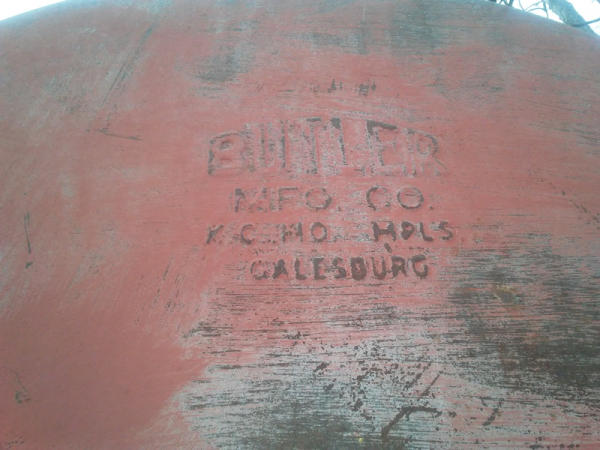 BUTLER
MFG. CO.
K.C. MO. MPLS.
GALESBURG